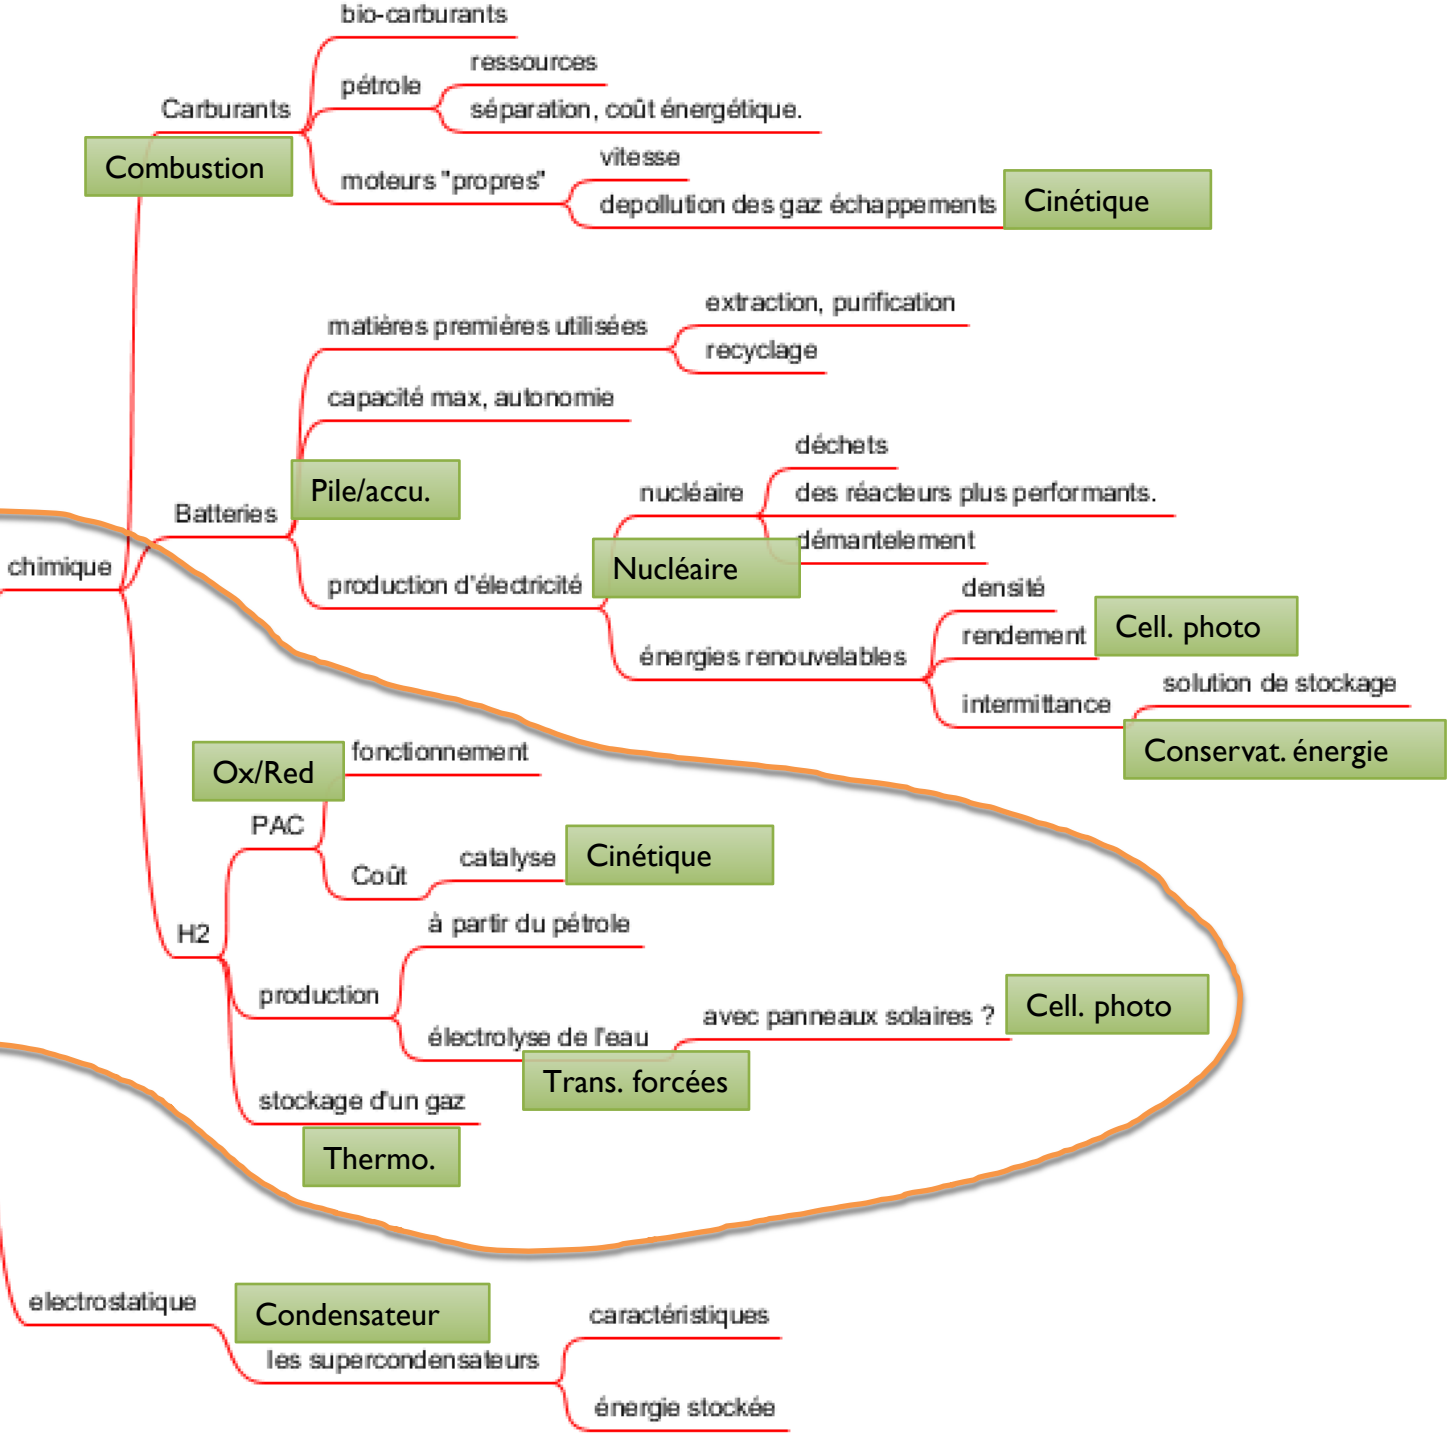 bio-carburants
ressources
pétrole
séparation, coût énergétique.
Carburants
Combustion
vitesse
moteurs "propres"
depollution des gaz échappements
Cinétique
extraction, purification
matières premières utilisées
recyclage
capacité max, autonomie
Pile/accu.
Batteries
déchets
nucléaire
des réacteurs plus performants.
démantelement
Nucléaire
production d'électricité
densité
rendement
Cell. photo
énergies renouvelables
solution de stockage
intermittance
Conservat. énergie
chimique
Ox/Red
fonctionnement
PAC
catalyse
Cinétique
Coût
H2
à partir du pétrole
production
avec panneaux solaires ?
Cell. photo
électrolyse de l'eau
Trans. forcées
stockage d'un gaz
Thermo.
electrostatique
Condensateur
caractéristiques
les supercondensateurs
énergie stockée